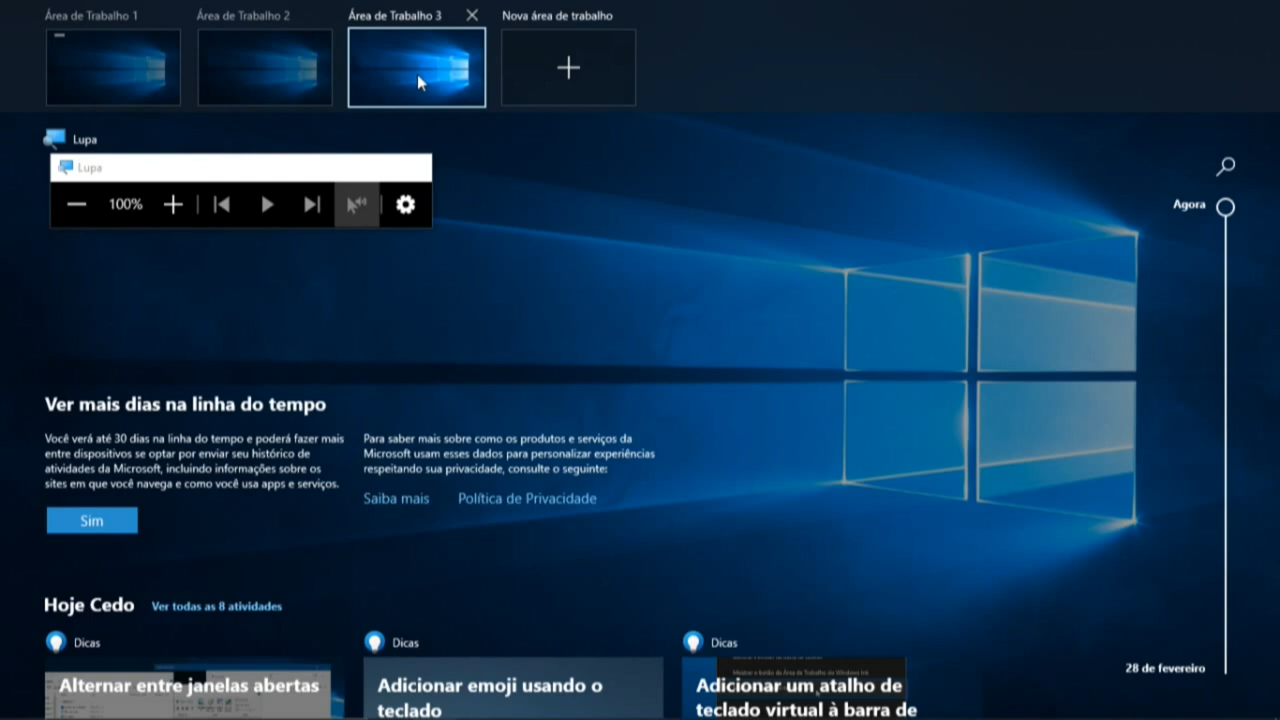 Área de Trabalho 1
Área de Trabalho 2
Área de Trabalho 3
Nova área de trabalho
Lupa
Lupa
100%
Agora
Ver mais dias na linha do tempo
Você verá até 30 dias na linha do tempo e poderá fazer mais
entre dispositivos se optar por enviar seu histórico de
atividades da Microsoft, incluindo informações sobre os
sites em que você navega e como você usa apps e serviços.
Para saber mais sobre como os produtos e serviços da
Microsoft usam esses dados para personalizar experiências
respeitando sua privacidade, consulte o seguinte:
Saiba mais
Política de Privacidade
Sim
Hoje Cedo
Ver todas as 8 atividades
Dicas
Dicas
Dicas
28 de fevereiro
Alternar entre janelas abertas
Adicionar emoji usando o
teclado
Adicionar um atalho de
teclado virtual à barra de